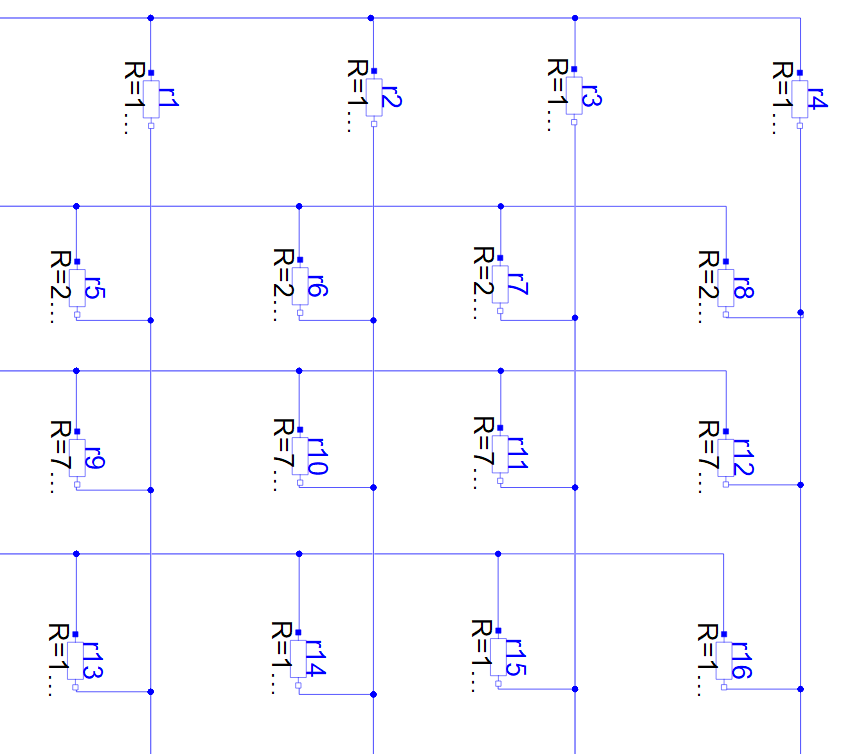 R=1... r1
R=1... r2
R=1... r3
R=1... r4
R=2... r5
R=2... r6
R=2... r7
R=2... r8
R=7... r9
R=7... r10
R=7... r11
R=7... r12
R=1... r13
R=1... r14
R=1... r15
R=1... r16